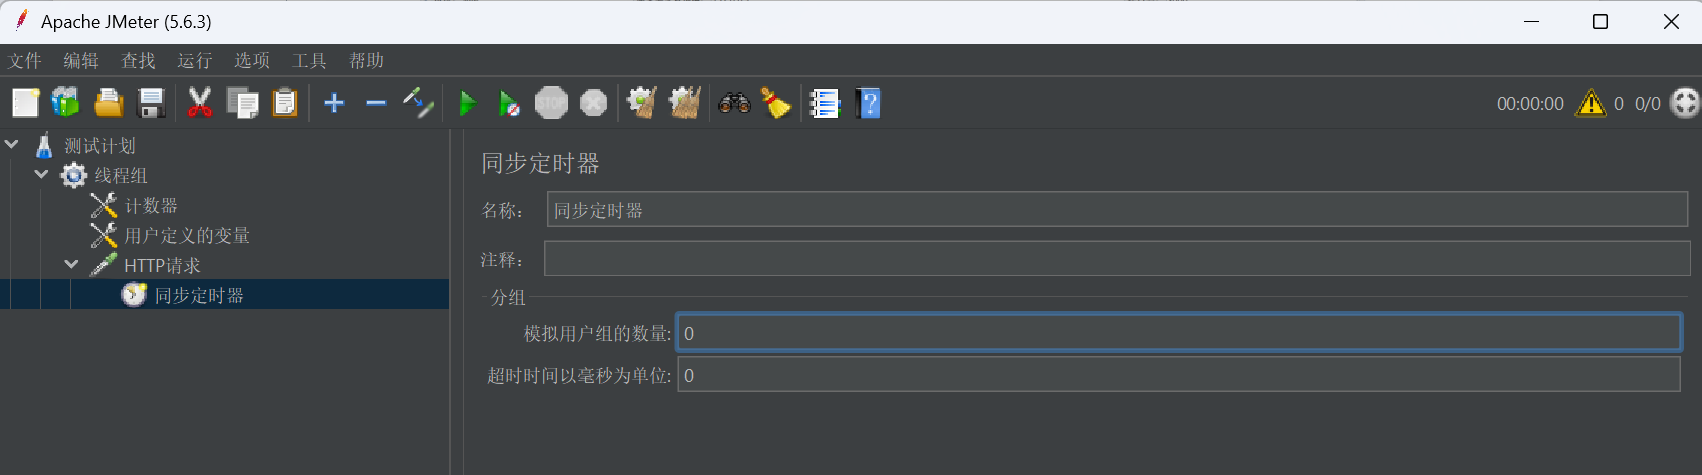 Apache JMeter (5.6.3)
文件 编辑 查找 运行 选项 工具 帮助
STOP
00:00:00 0 0/0
测试计划
线程组
计数器
用户定义的变量
HTTP请求
同步定时器
同步定时器
名称： 同步定时器
注释：
分组
模拟用户组的数量: 0
超时时间以毫秒为单位: 0